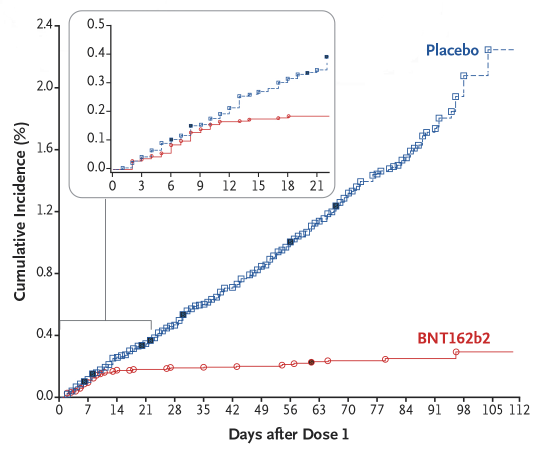 2.4
2.0
1.6
1.2
0.8
0.4
0.0
Cumulative Incidence (%)
0.5
0.4
0.3
0.2
0.1
0.0
0 3 6 9 12 15 18 21
Placebo
BNT162b2
0 7 14 21 28 35 42 49 56 63 70 77 84 91 98 105 112
Days after Dose 1